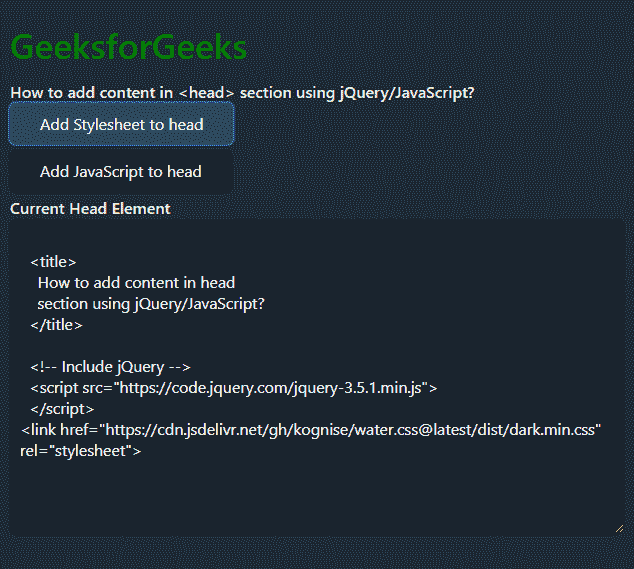 GeeksforGeeks
How to add content in <head> section using jQuery/JavaScript?
Add Stylesheet to head
Add JavaScript to head
Current Head Element
<title>
How to add content in head
section using jQuery/JavaScript?
</title>
<!-- Include jQuery -->
<script src="https://code.jquery.com/jquery-3.5.1.min.js">
</script>
<link href="https://cdn.jsdelivr.net/gh/kognise/water.css@latest/dist/dark.min.css"
rel="stylesheet">